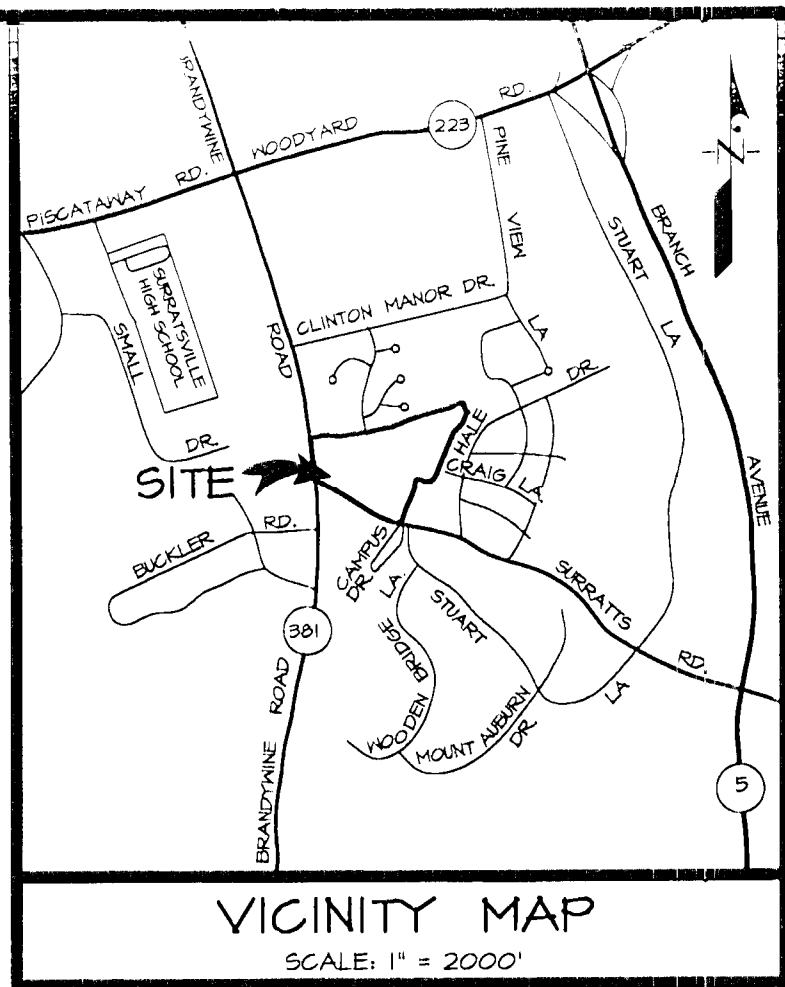 BRANDYWINE
ROAD
WOODYARD
223
RD.
PISCATAWAY RD.
PINE
VIEW
LA
N
STUART
LA
BRANCH
AVENUE
SURRATSVILLE
HIGH SCHOOL
SMALL
DR.
CLINTON MANOR DR.
HALE DR.
CRAIG LA.
SITE
BUCKLER RD.
CAMPUS
DR.
SURRATTS
RD.
381
STUART
LA
WOODEN BRIDGE LA.
MOUNT AUBURN
DR.
BRANDYWINE ROAD
5
VICINITY MAP
SCALE: 1" = 2000'